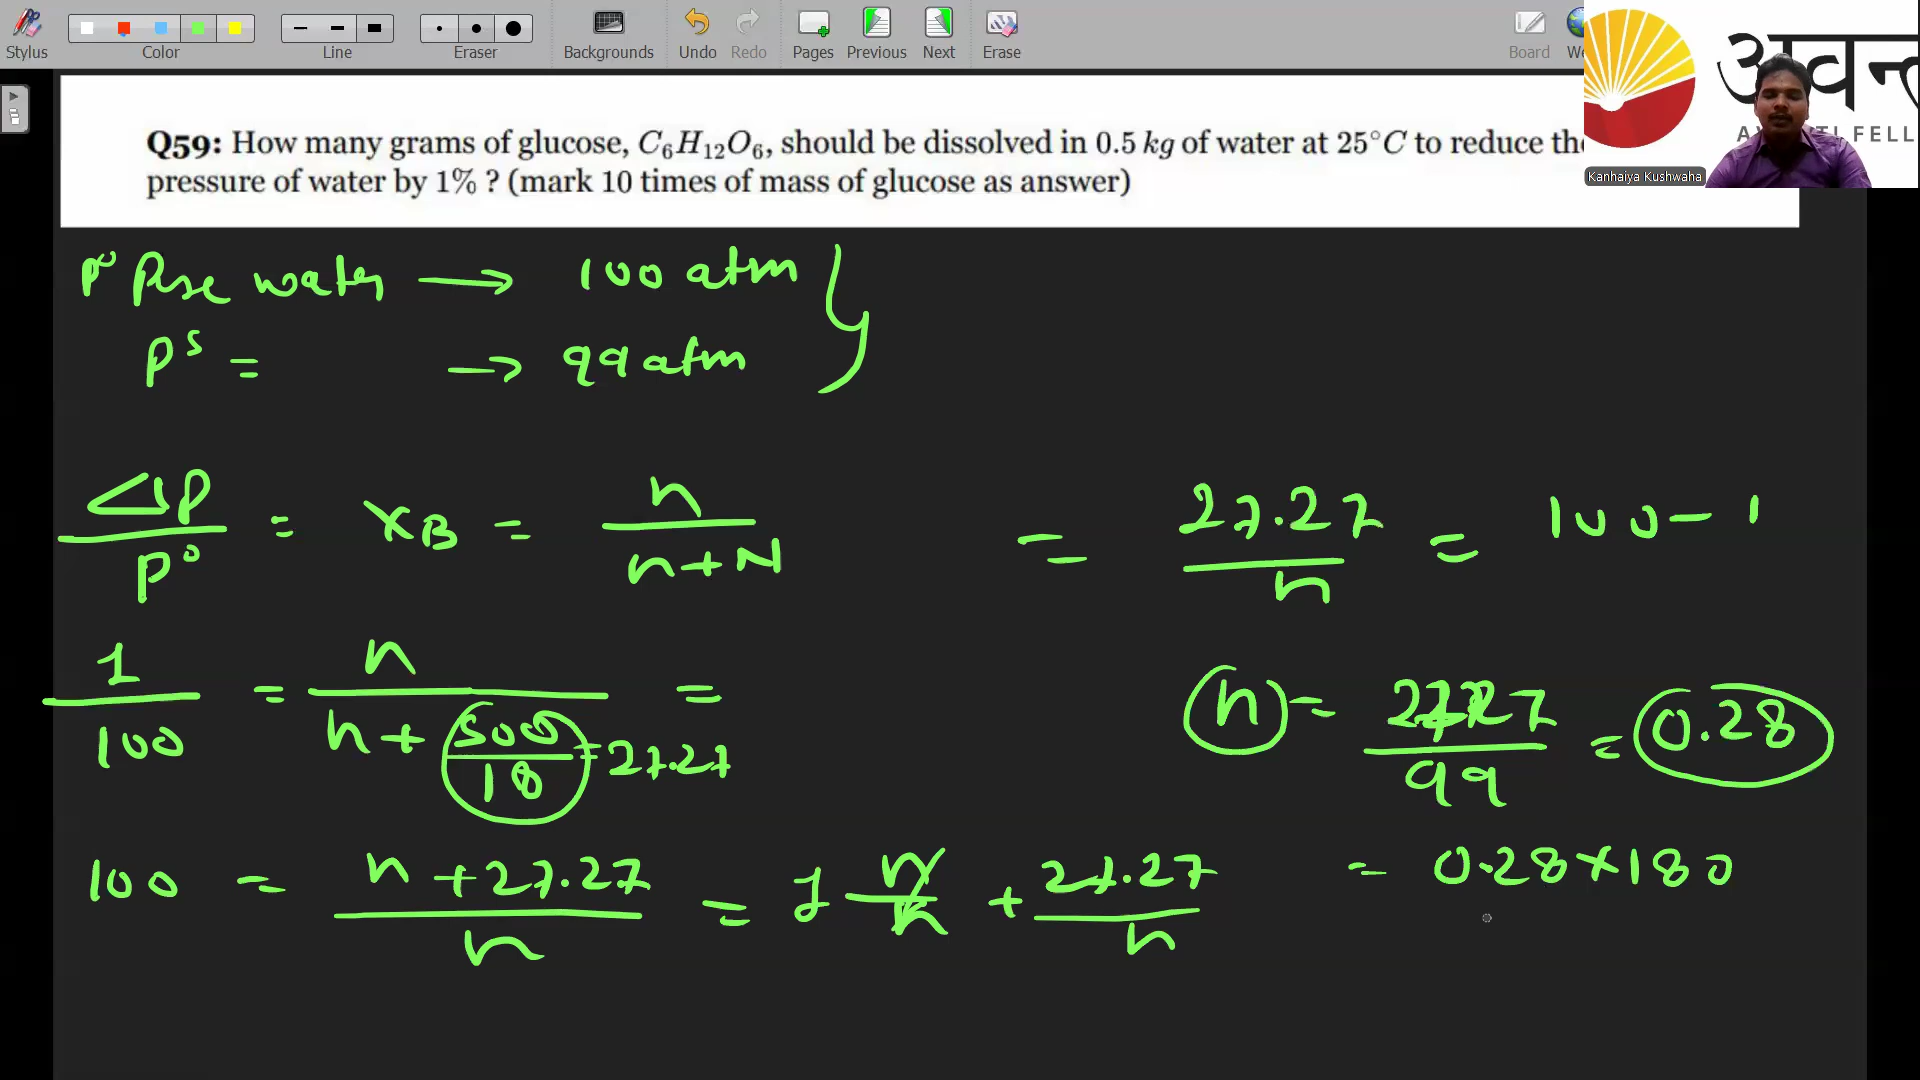 Stylus Color Line Eraser Backgrounds Undo Redo Pages Previous Next Erase Board
Kanhaiya Kushwaha
Q59: How many grams of glucose, C₆H₁₂O₆, should be dissolved in 0.5 kg of water at 25°C to reduce the
pressure of water by 1% ? (mark 10 times of mass of glucose as answer)
P⁰ Pure water → 100 atm
Pˢ = → 99 atm
ΔP/P⁰ = XB = n/(n+N)
= 27.27/n = 100 - 1
1/100 = n/(n + 500/18) = 27.27 =
n = 27.27/99 = 0.28
100 = (n + 27.27)/n = 1 n/n + 27.27/n
= 0.28 × 180